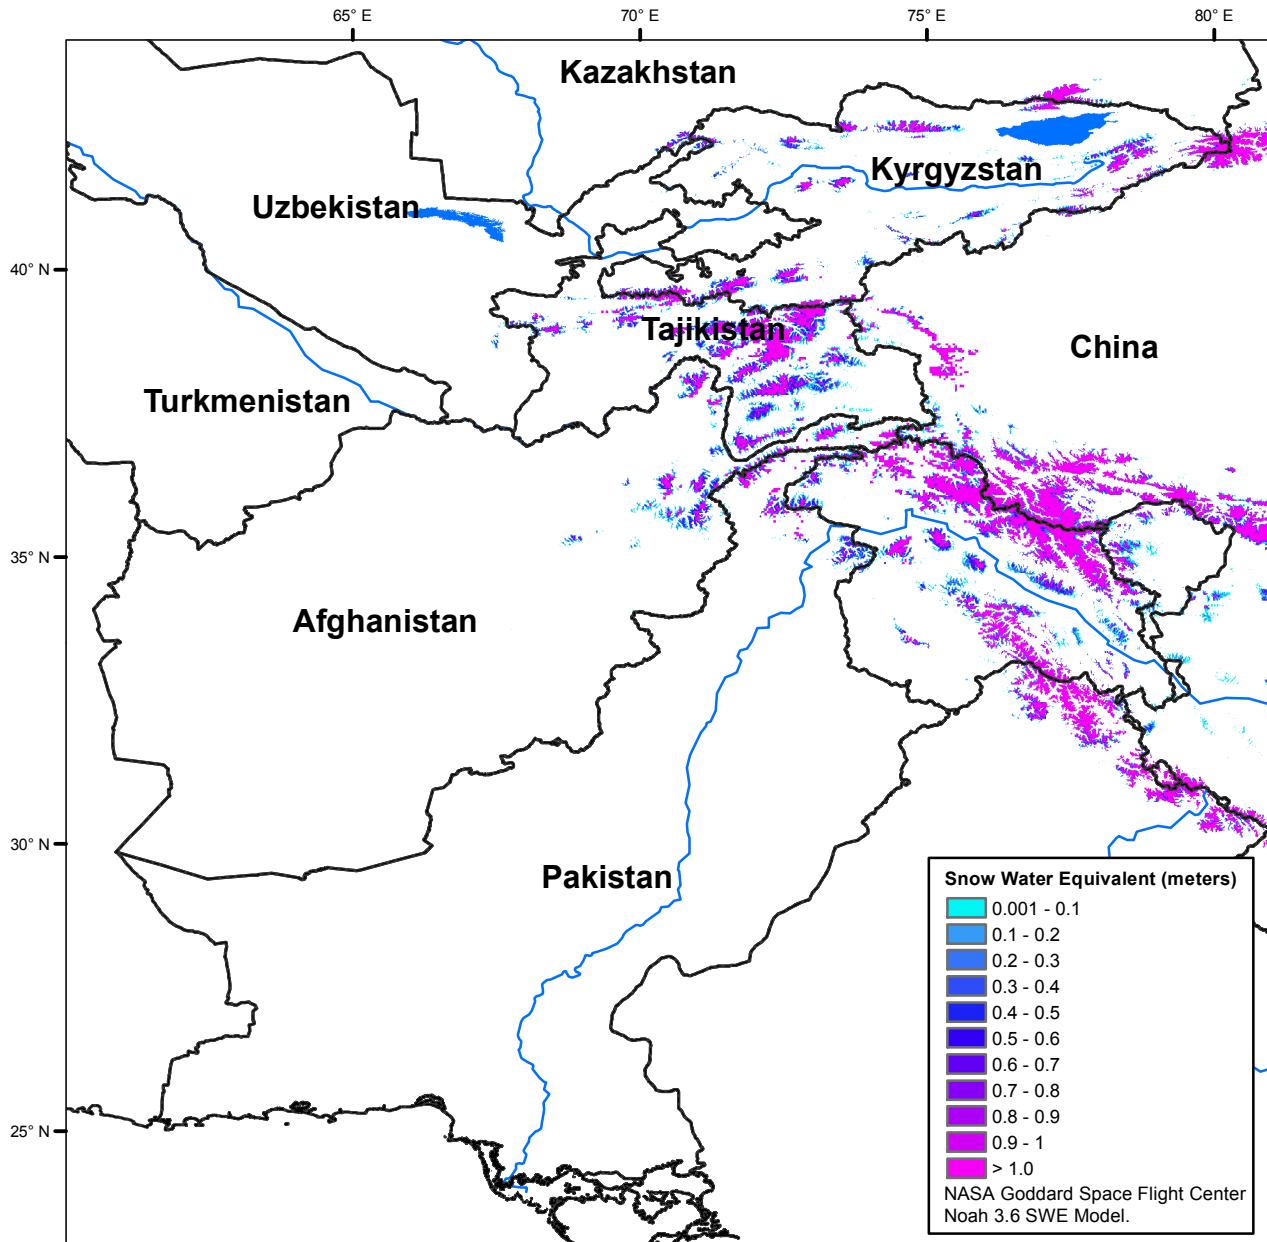 65° E
70° E
75° E
80° E
Kazakhstan
Kyrgyzstan
Uzbekistan
40° N
Tajikistan
China
Turkmenistan
35° N
Afghanistan
30° N
Pakistan
25° N
Snow Water Equivalent (meters)
0.001 - 0.1
0.1 - 0.2
0.2 - 0.3
0.3 - 0.4
0.4 - 0.5
0.5 - 0.6
0.6 - 0.7
0.7 - 0.8
0.8 - 0.9
0.9 - 1
> 1.0
NASA Goddard Space Flight Center
Noah 3.6 SWE Model.